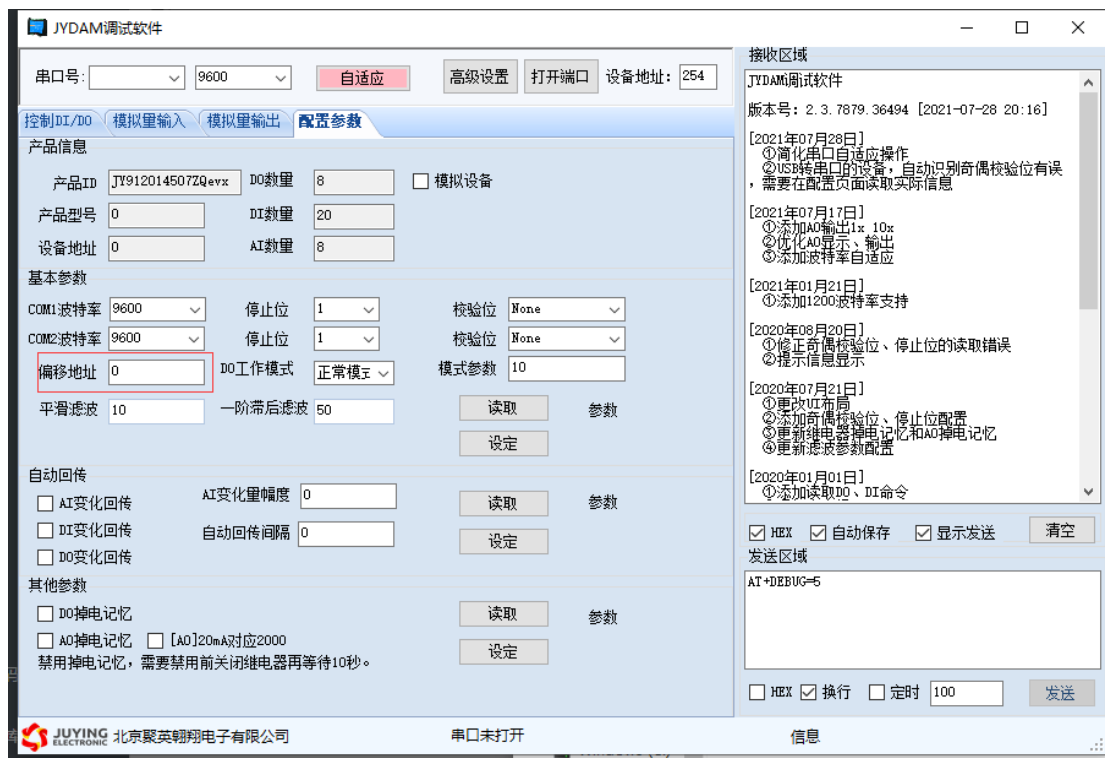 JYDAM调试软件
串口号: 9600 自适应 高级设置 打开端口 设备地址: 254
控制DI/DO 模拟量输入 模拟量输出 配置参数
产品信息
产品ID JY912014507ZQevx DO数量 8 模拟设备
产品型号 0 DI数量 20
设备地址 0 AI数量 8
基本参数
COM1波特率 9600 停止位 1 校验位 None
COM2波特率 9600 停止位 1 校验位 None
偏移地址 0 DO工作模式 正常模 模式参数 10
平滑滤波 10 一阶滞后滤波 50 读取 参数
设定
自动回传
AI变化回传 AI变化量幅度 0 读取 参数
DI变化回传 自动回传间隔 0 设定
DO变化回传
其他参数
DO掉电记忆 读取 参数
AO掉电记忆 [AO]20mA对应2000 设定
禁用掉电记忆，需要禁用前关闭继电器再等待10秒。
接收区域
JYDAM调试软件
版本号: 2.3.7879.36494 [2021-07-28 20:16]
[2021年07月28日]
①简化串口自适应操作
②USB转串口的设备，自动识别奇偶校验位有误
，需要在配置页面读取实际信息
[2021年07月17日]
①添加AO输出1x 10x
②优化AO显示、输出
③添加波特率自适应
[2021年01月21日]
①添加1200波特率支持
[2020年08月20日]
①修正奇偶校验位、停止位的读取错误
②提示信息显示
[2020年07月21日]
①更改UI布局
②添加奇偶校验位、停止位配置
③更新继电器掉电记忆和AO掉电记忆
④更新滤波参数配置
[2020年01月01日]
①添加读取DO、DI命令
HEX 自动保存 显示发送 清空
发送区域
AT+DEBUG=5
HEX 换行 定时 100 发送
JUYING ELECTRONIC 北京聚英翱翔电子有限公司 串口未打开 信息